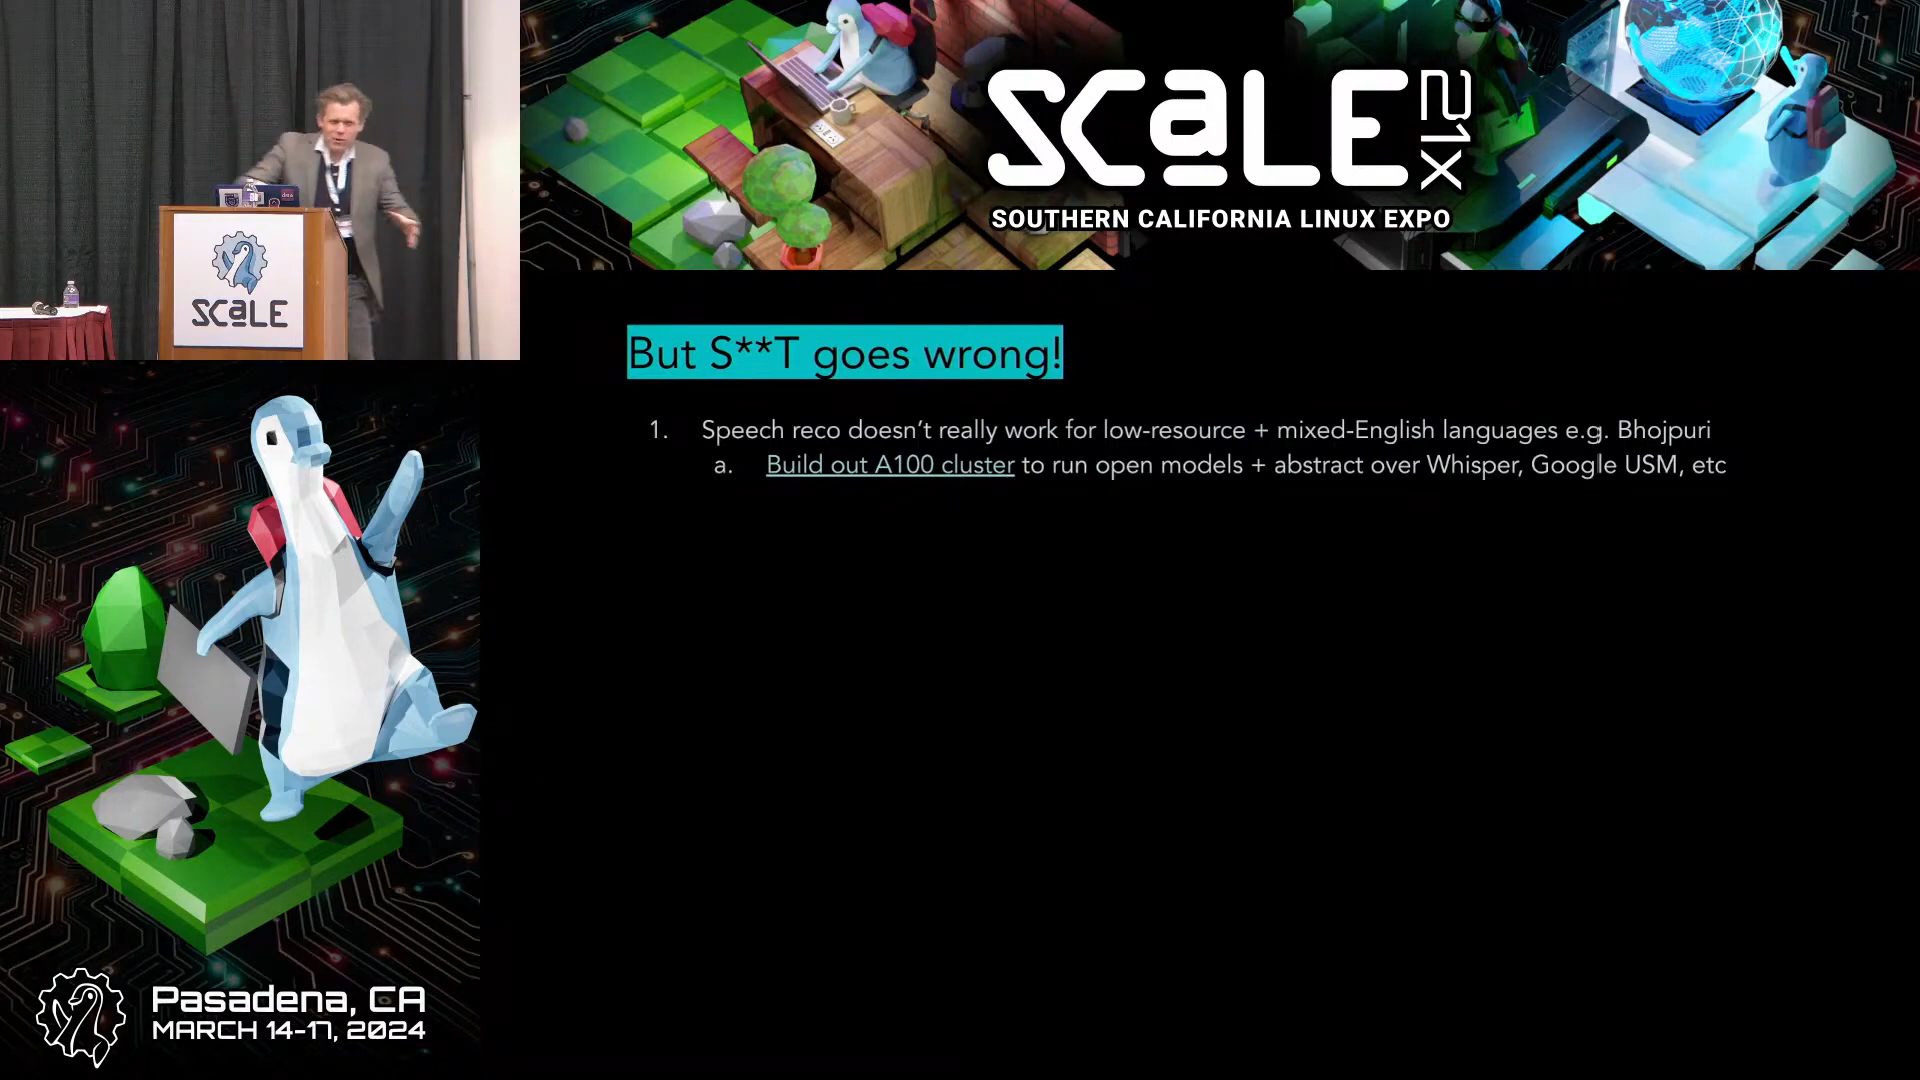 SCaLE
21X
SOUTHERN CALIFORNIA LINUX EXPO
SCaLE
But S**T goes wrong!
1. Speech reco doesn't really work for low-resource + mixed-English languages e.g. Bhojpuri
a. Build out A100 cluster to run open models + abstract over Whisper, Google USM, etc
Pasadena, CA
MARCH 14-17, 2024